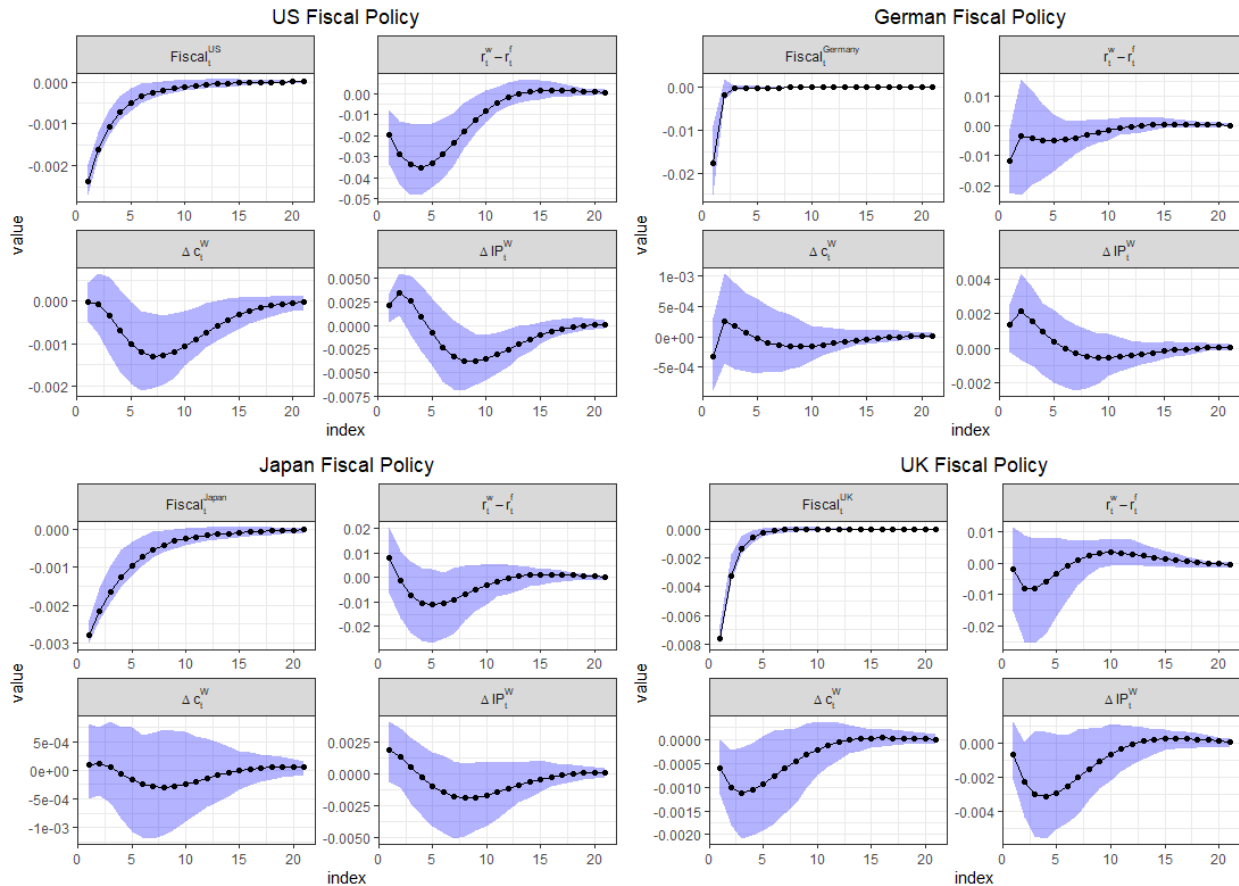 US Fiscal Policy
German Fiscal Policy
Fiscal_t^US
r_t^w − r_t^f
Fiscal_t^Germany
r_t^w − r_t^f
0.000
-0.001
-0.002
0.00
-0.01
-0.02
-0.03
-0.04
-0.05
0.00
-0.01
-0.02
0.01
0.00
-0.01
-0.02
0 5 10 15 20
0 5 10 15 20
0 5 10 15 20
0 5 10 15 20
value
value
Δ c_t^W
Δ IP_t^W
Δ c_t^W
Δ IP_t^W
0.000
-0.001
-0.002
0.0050
0.0025
0.0000
-0.0025
-0.0050
-0.0075
1e-03
5e-04
0e+00
-5e-04
0.004
0.002
0.000
-0.002
0 5 10 15 20
0 5 10 15 20
0 5 10 15 20
0 5 10 15 20
index
index
Japan Fiscal Policy
UK Fiscal Policy
Fiscal_t^Japan
r_t^w − r_t^f
Fiscal_t^UK
r_t^w − r_t^f
0.000
-0.001
-0.002
-0.003
0.02
0.01
0.00
-0.01
-0.02
0.000
-0.002
-0.004
-0.006
-0.008
0.01
0.00
-0.01
-0.02
0 5 10 15 20
0 5 10 15 20
0 5 10 15 20
0 5 10 15 20
value
value
Δ c_t^W
Δ IP_t^W
Δ c_t^W
Δ IP_t^W
5e-04
0e+00
-5e-04
-1e-03
0.0025
0.0000
-0.0025
-0.0050
0.0000
-0.0005
-0.0010
-0.0015
-0.0020
0.000
-0.002
-0.004
0 5 10 15 20
0 5 10 15 20
0 5 10 15 20
0 5 10 15 20
index
index